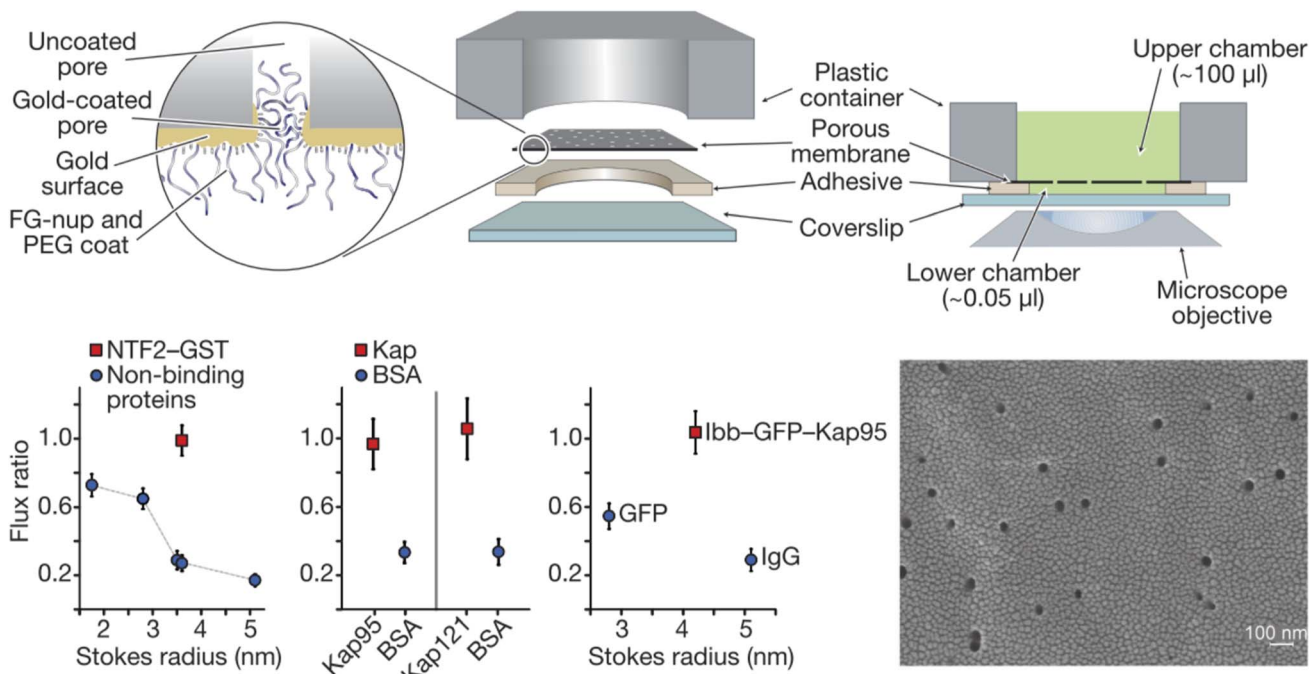 Uncoated
pore
Gold-coated
pore
Gold
surface
FG-nup and
PEG coat
Plastic
container
Porous
membrane
Adhesive
Coverslip
Upper chamber
(~100 µl)
Lower chamber
(~0.05 µl)
Microscope
objective
NTF2–GST
Non-binding
proteins
Flux ratio
1.0
0.6
0.2
2 3 4 5
Stokes radius (nm)
Kap
BSA
1.0
0.6
0.2
Kap95
BSA
Kap121
BSA
1.0
0.6
0.2
Ibb–GFP–Kap95
GFP
IgG
3 4 5
Stokes radius (nm)
100 nm